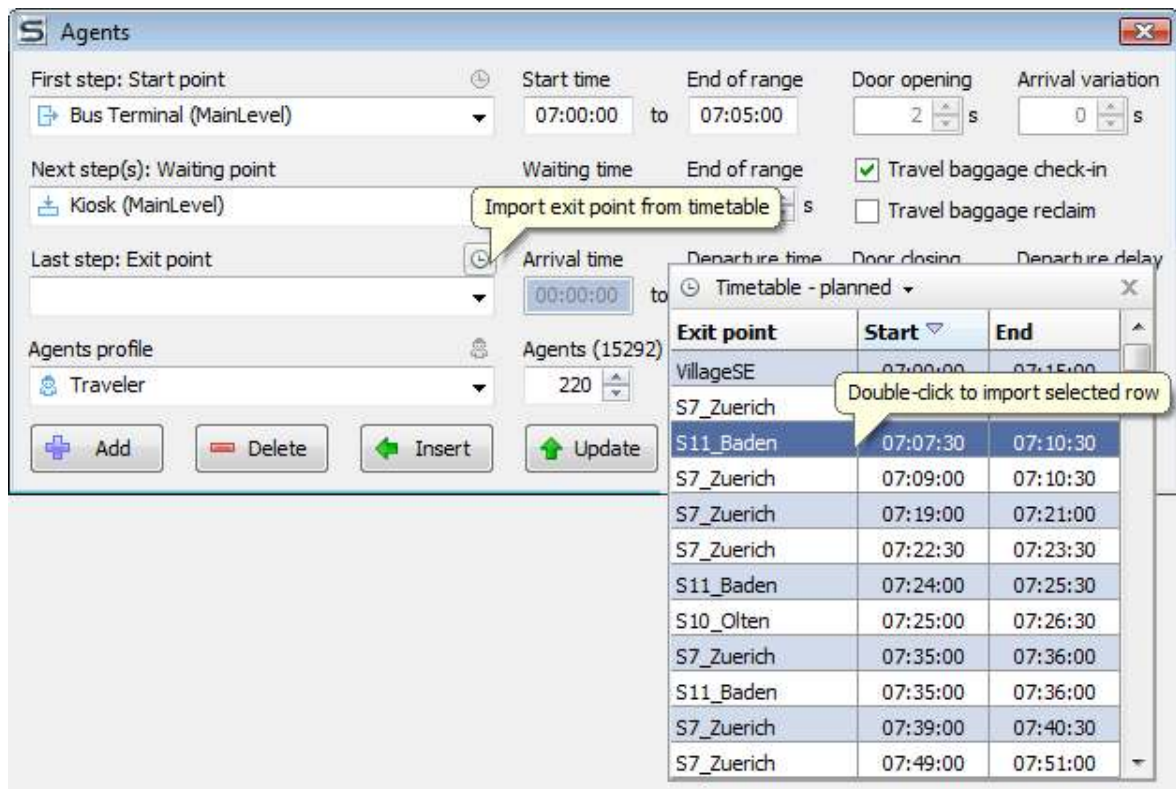 S Agents
First step: Start point Start time End of range Door opening Arrival variation
Bus Terminal (MainLevel) 07:00:00 to 07:05:00 2 s 0 s
Next step(s): Waiting point Waiting time End of range Travel baggage check-in
Kiosk (MainLevel) Import exit point from timetable s Travel baggage reclaim
Last step: Exit point Arrival time Departure time Door closing Departure delay
00:00:00 to Timetable - planned X
Exit point Start End
Agents profile Agents (15292)
VillageSE 07:00:00 07:15:00
Traveler 220 Double-click to import selected row
S7_Zuerich
Add Delete Insert Update
S11_Baden 07:07:30 07:10:30
S7_Zuerich 07:09:00 07:10:30
S7_Zuerich 07:19:00 07:21:00
S7_Zuerich 07:22:30 07:23:30
S11_Baden 07:24:00 07:25:30
S10_Olten 07:25:00 07:26:30
S7_Zuerich 07:35:00 07:36:00
S11_Baden 07:35:00 07:36:00
S7_Zuerich 07:39:00 07:40:30
S7_Zuerich 07:49:00 07:51:00